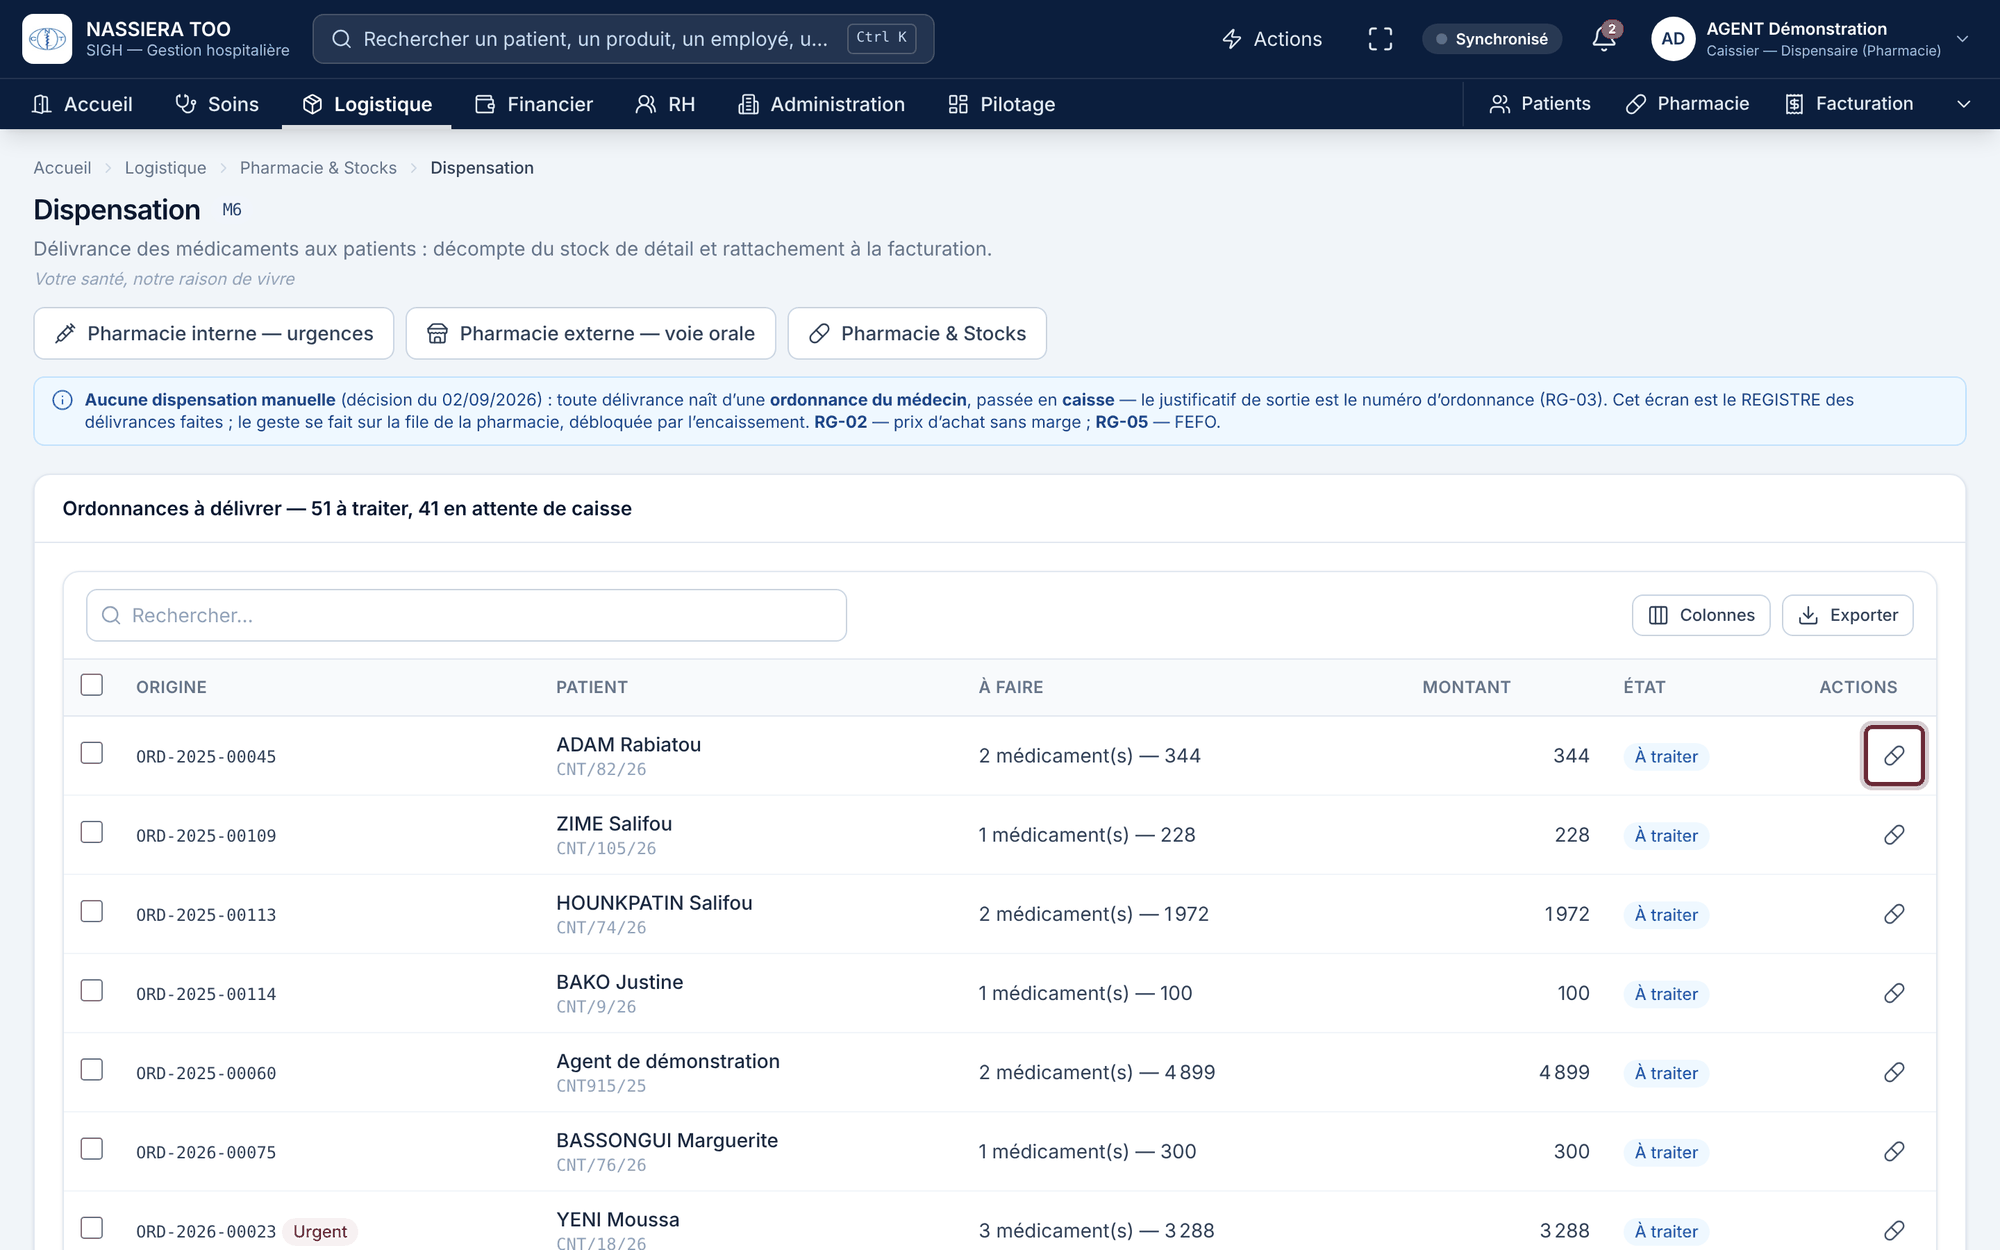 NASSIERA TOO
SIGH — Gestion hospitalière
Rechercher un patient, un produit, un employé, u...
Ctrl K
Actions
Synchronisé
2
AD
AGENT Démonstration
Caissier — Dispensaire (Pharmacie)
Accueil
Soins
Logistique
Financier
RH
Administration
Pilotage
Patients
Pharmacie
Facturation
Accueil > Logistique > Pharmacie & Stocks > Dispensation
Dispensation M6
Délivrance des médicaments aux patients : décompte du stock de détail et rattachement à la facturation.
Votre santé, notre raison de vivre
Pharmacie interne — urgences
Pharmacie externe — voie orale
Pharmacie & Stocks
Aucune dispensation manuelle (décision du 02/09/2026) : toute délivrance naît d’une ordonnance du médecin, passée en caisse — le justificatif de sortie est le numéro d’ordonnance (RG-03). Cet écran est le REGISTRE des
délivrances faites ; le geste se fait sur la file de la pharmacie, débloquée par l’encaissement. RG-02 — prix d’achat sans marge ; RG-05 — FEFO.
Ordonnances à délivrer — 51 à traiter, 41 en attente de caisse
Rechercher...
Colonnes
Exporter
ORIGINE PATIENT À FAIRE MONTANT ÉTAT ACTIONS
ORD-2025-00045 ADAM Rabiatou 2 médicament(s) — 344 344 À traiter
CNT/82/26
ORD-2025-00109 ZIME Salifou 1 médicament(s) — 228 228 À traiter
CNT/105/26
ORD-2025-00113 HOUNKPATIN Salifou 2 médicament(s) — 1 972 1 972 À traiter
CNT/74/26
ORD-2025-00114 BAKO Justine 1 médicament(s) — 100 100 À traiter
CNT/9/26
ORD-2025-00060 Agent de démonstration 2 médicament(s) — 4 899 4 899 À traiter
CNT915/25
ORD-2026-00075 BASSONGUI Marguerite 1 médicament(s) — 300 300 À traiter
CNT/76/26
ORD-2026-00023 Urgent YENI Moussa 3 médicament(s) — 3 288 3 288 À traiter
CNT/18/26